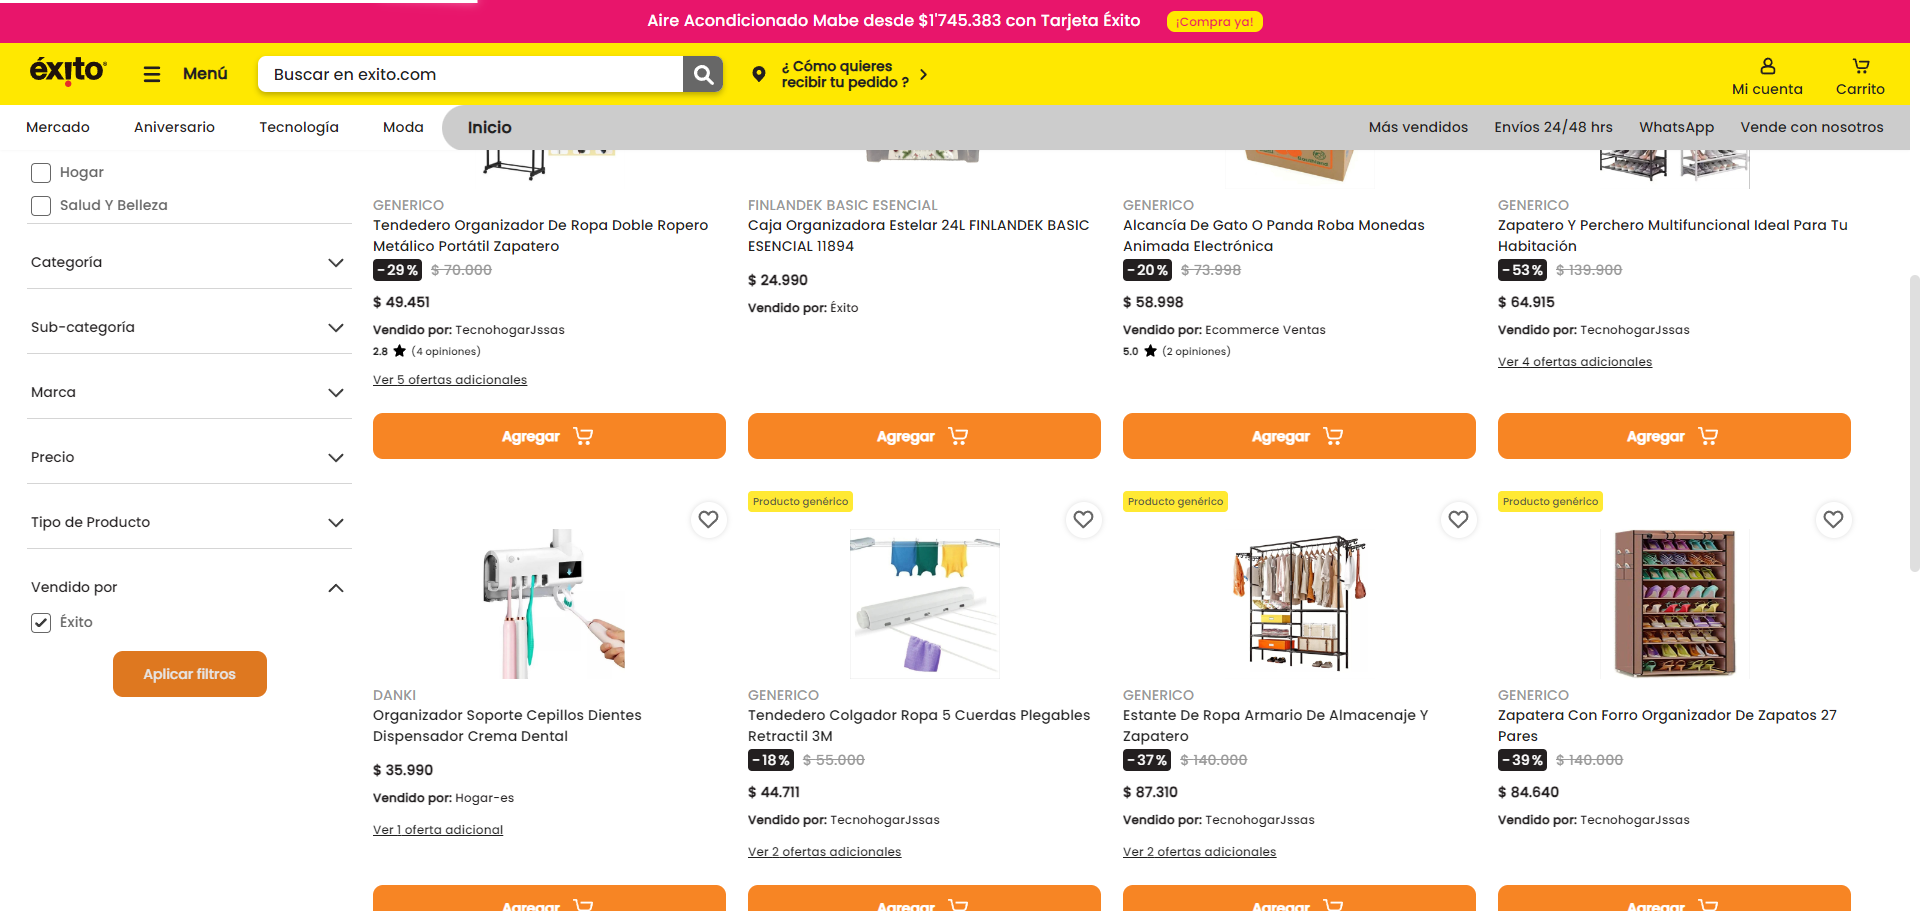 Aire Acondicionado Mabe desde $1'745.383 con Tarjeta Éxito
¡Compra ya!
éxito
Menú
Buscar en exito.com
¿ Cómo quieres
recibir tu pedido ?
Mi cuenta
Carrito
Mercado
Aniversario
Tecnología
Moda
Inicio
Más vendidos
Envíos 24/48 hrs
WhatsApp
Vende con nosotros
Hogar
Salud Y Belleza
Categoría
Sub-categoría
Marca
Precio
Tipo de Producto
Vendido por
Éxito
Aplicar filtros
GENERICO
Tendedero Organizador De Ropa Doble Ropero
Metálico Portátil Zapatero
-29% $ 70.000
$ 49.451
Vendido por: TecnohogarJssas
2.8 (4 opiniones)
Ver 5 ofertas adicionales
Agregar
FINLANDEK BASIC ESENCIAL
Caja Organizadora Estelar 24L FINLANDEK BASIC
ESENCIAL 11894
$ 24.990
Vendido por: Éxito
Agregar
GENERICO
Alcancía De Gato O Panda Roba Monedas
Animada Electrónica
-20% $ 73.998
$ 58.998
Vendido por: Ecommerce Ventas
5.0 (2 opiniones)
Agregar
GENERICO
Zapatero Y Perchero Multifuncional Ideal Para Tu
Habitación
-53% $ 139.900
$ 64.915
Vendido por: TecnohogarJssas
Ver 4 ofertas adicionales
Agregar
DANKI
Organizador Soporte Cepillos Dientes
Dispensador Crema Dental
$ 35.990
Vendido por: Hogar-es
Ver 1 oferta adicional
Agregar
Producto genérico
GENERICO
Tendedero Colgador Ropa 5 Cuerdas Plegables
Retractil 3M
-18% $ 55.000
$ 44.711
Vendido por: TecnohogarJssas
Ver 2 ofertas adicionales
Agregar
Producto genérico
GENERICO
Estante De Ropa Armario De Almacenaje Y
Zapatero
-37% $ 140.000
$ 87.310
Vendido por: TecnohogarJssas
Ver 2 ofertas adicionales
Agregar
Producto genérico
GENERICO
Zapatera Con Forro Organizador De Zapatos 27
Pares
-39% $ 140.000
$ 84.640
Vendido por: TecnohogarJssas
Agregar